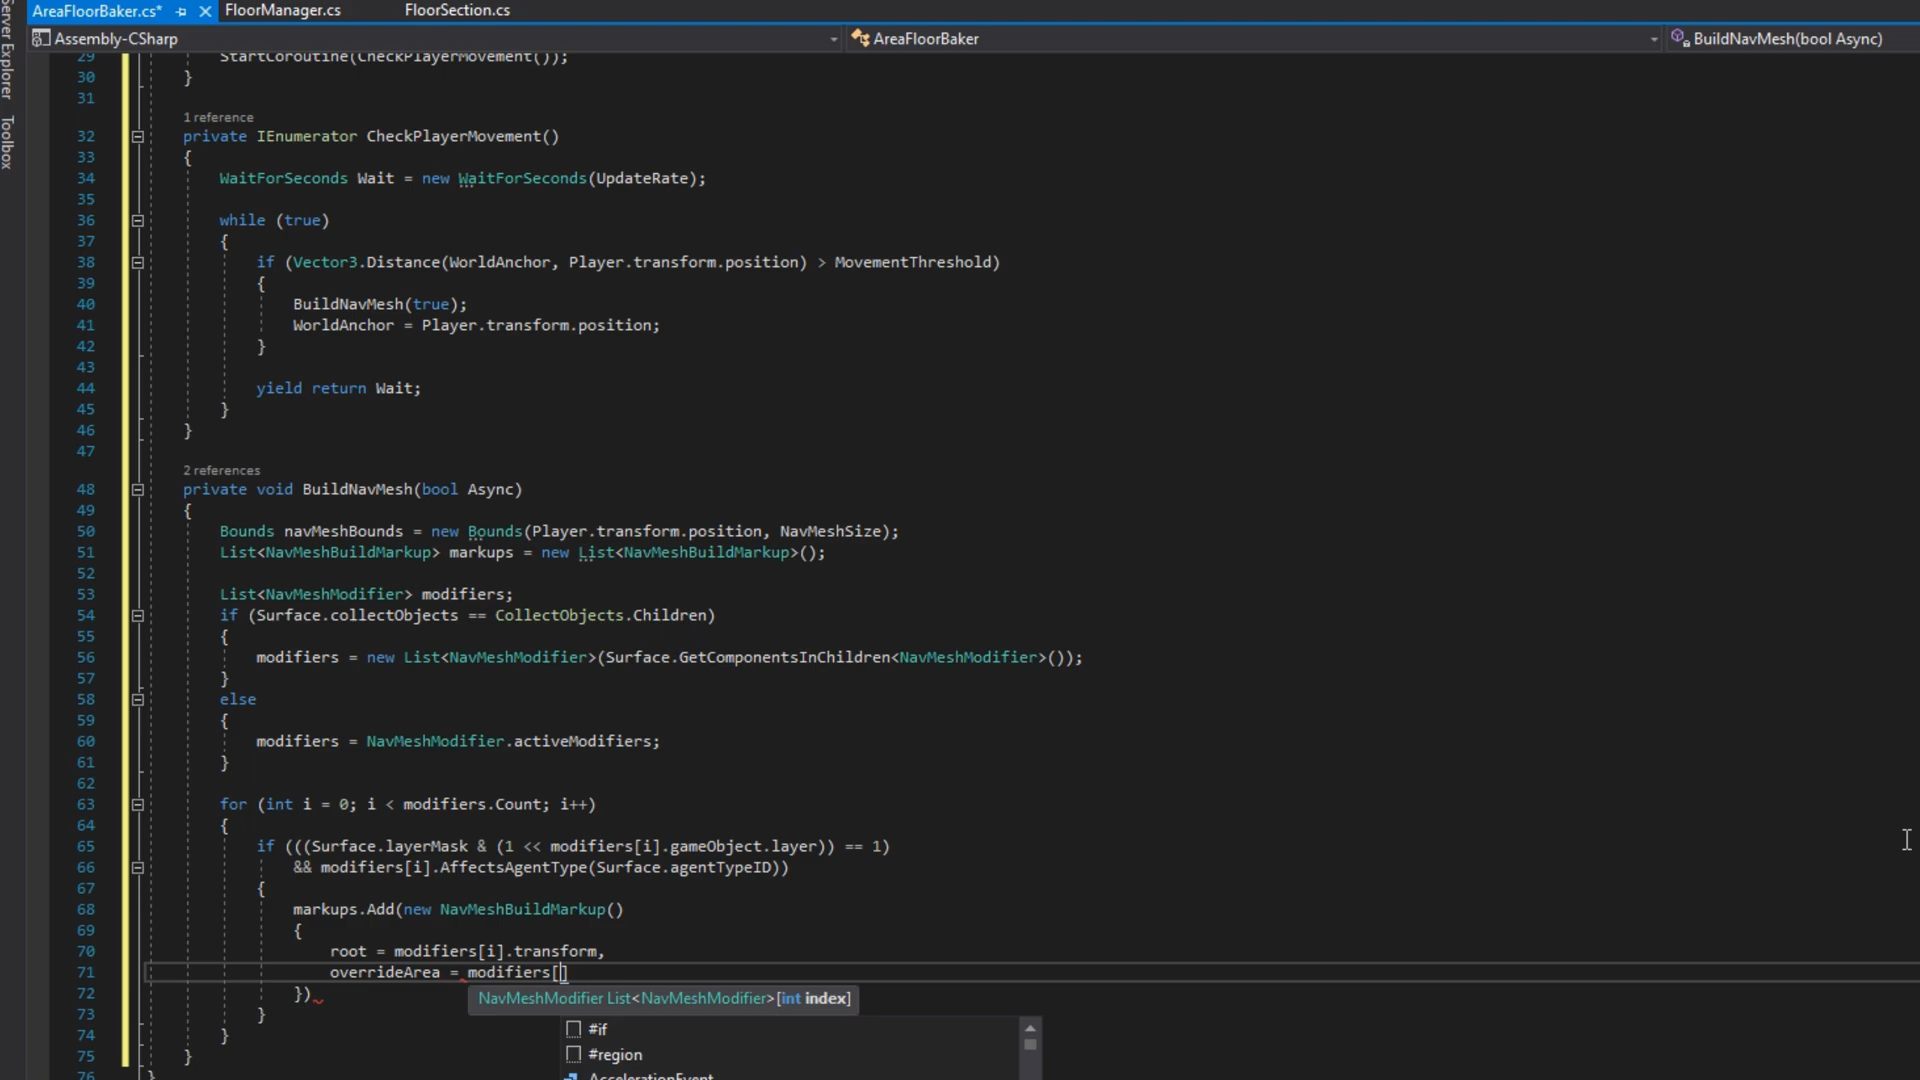 AreaFloorBaker.cs*
FloorManager.cs
FloorSection.cs
Server Explorer
Toolbox
Assembly-CSharp
AreaFloorBaker
BuildNavMesh(bool Async)
29 StartCoroutine(CheckPlayerMovement());
30 }
31
1 reference
32 private IEnumerator CheckPlayerMovement()
33 {
34 WaitForSeconds Wait = new WaitForSeconds(UpdateRate);
35
36 while (true)
37 {
38 if (Vector3.Distance(WorldAnchor, Player.transform.position) > MovementThreshold)
39 {
40 BuildNavMesh(true);
41 WorldAnchor = Player.transform.position;
42 }
43
44 yield return Wait;
45 }
46 }
47
2 references
48 private void BuildNavMesh(bool Async)
49 {
50 Bounds navMeshBounds = new Bounds(Player.transform.position, NavMeshSize);
51 List<NavMeshBuildMarkup> markups = new List<NavMeshBuildMarkup>();
52
53 List<NavMeshModifier> modifiers;
54 if (Surface.collectObjects == CollectObjects.Children)
55 {
56 modifiers = new List<NavMeshModifier>(Surface.GetComponentsInChildren<NavMeshModifier>());
57 }
58 else
59 {
60 modifiers = NavMeshModifier.activeModifiers;
61 }
62
63 for (int i = 0; i < modifiers.Count; i++)
64 {
65 if (((Surface.layerMask & (1 << modifiers[i].gameObject.layer)) == 1)
66 && modifiers[i].AffectsAgentType(Surface.agentTypeID))
67 {
68 markups.Add(new NavMeshBuildMarkup()
69 {
70 root = modifiers[i].transform,
71 overrideArea = modifiers[]
72 })
NavMeshModifier List<NavMeshModifier>[int index]
73 }
#if
74 }
#region
75 }
AccelerationEvent
76 }